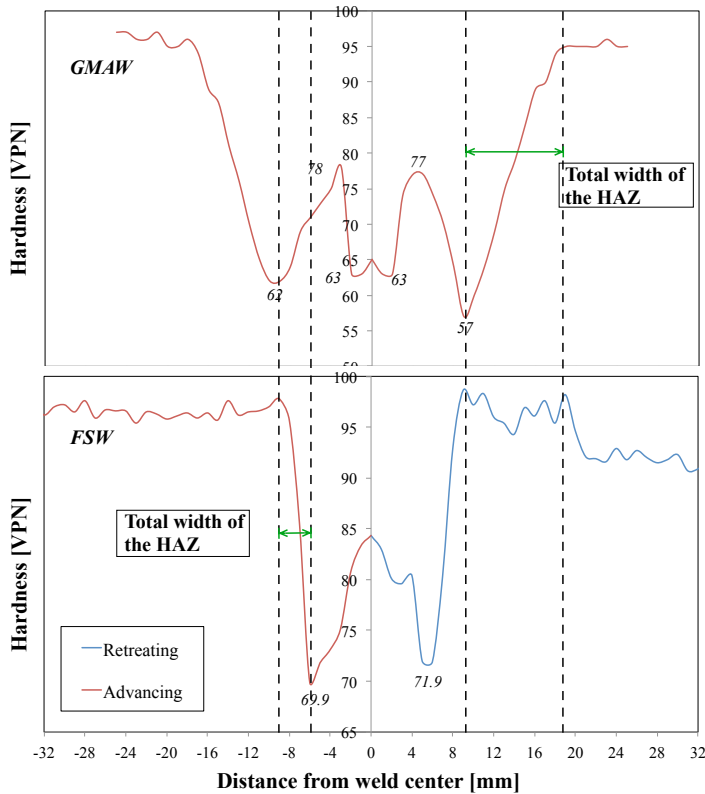 100
95
90
85
80
75
70
65
60
55
50
Hardness [VPN]
GMAW
78
77
Total width of
the HAZ
63
63
62
57
100
95
90
85
80
75
70
65
Hardness [VPN]
FSW
Total width of
the HAZ
Retreating
Advancing
69.9
71.9
-32 -28 -24 -20 -16 -12 -8 -4 0 4 8 12 16 20 24 28 32
Distance from weld center [mm]